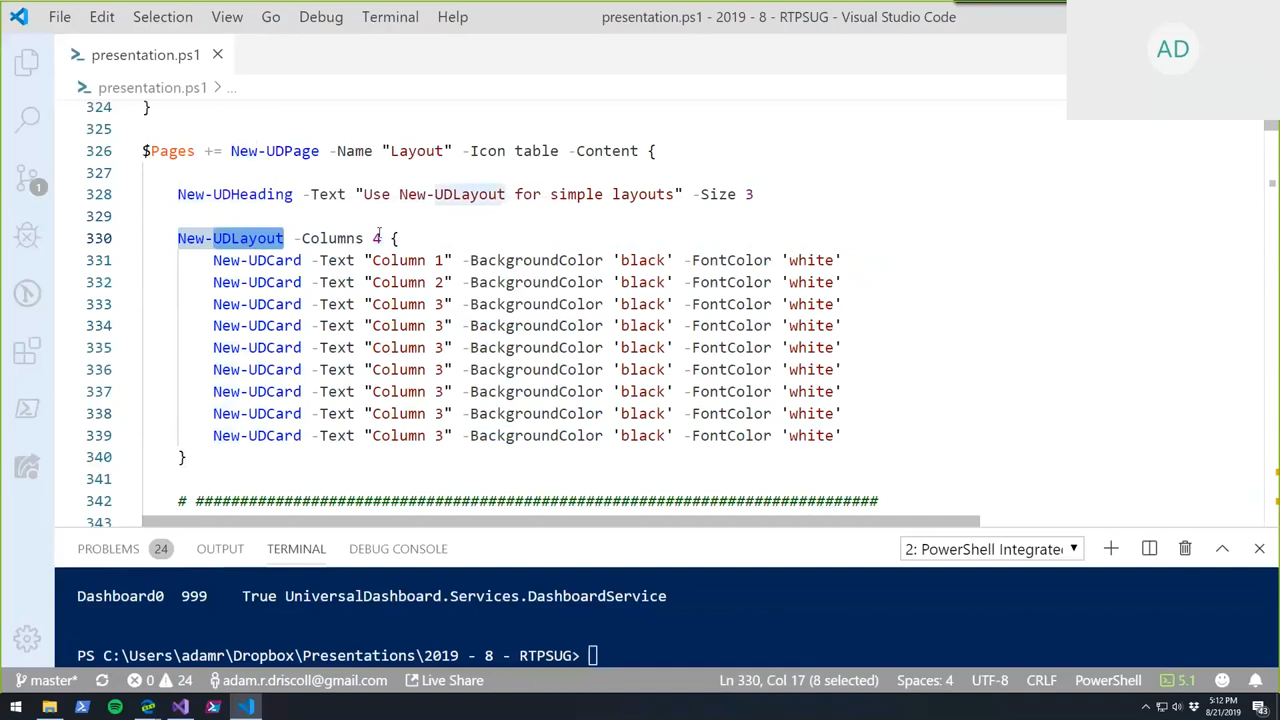 File Edit Selection View Go Debug Terminal Help presentation.ps1 - 2019 - 8 - RTPSUG - Visual Studio Code
AD
presentation.ps1
presentation.ps1 > ...
324 }
325
326 $Pages += New-UDPage -Name "Layout" -Icon table -Content {
327
328 New-UDHeading -Text "Use New-UDLayout for simple layouts" -Size 3
329
330 New-UDLayout -Columns 4 {
331 New-UDCard -Text "Column 1" -BackgroundColor 'black' -FontColor 'white'
332 New-UDCard -Text "Column 2" -BackgroundColor 'black' -FontColor 'white'
333 New-UDCard -Text "Column 3" -BackgroundColor 'black' -FontColor 'white'
334 New-UDCard -Text "Column 3" -BackgroundColor 'black' -FontColor 'white'
335 New-UDCard -Text "Column 3" -BackgroundColor 'black' -FontColor 'white'
336 New-UDCard -Text "Column 3" -BackgroundColor 'black' -FontColor 'white'
337 New-UDCard -Text "Column 3" -BackgroundColor 'black' -FontColor 'white'
338 New-UDCard -Text "Column 3" -BackgroundColor 'black' -FontColor 'white'
339 New-UDCard -Text "Column 3" -BackgroundColor 'black' -FontColor 'white'
340 }
341
342 # #############################################################################
343
1
PROBLEMS 24 OUTPUT TERMINAL DEBUG CONSOLE 2: PowerShell Integrate
Dashboard0 999 True UniversalDashboard.Services.DashboardService
PS C:\Users\adamr\Dropbox\Presentations\2019 - 8 - RTPSUG>
master* 0 24 adam.r.driscoll@gmail.com Live Share Ln 330, Col 17 (8 selected) Spaces: 4 UTF-8 CRLF PowerShell 5.1
5:12 PM
8/21/2019
43